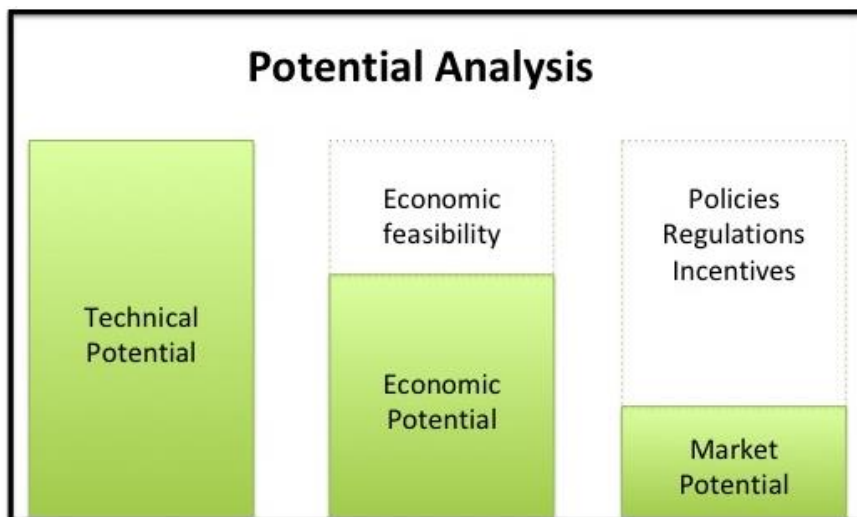 Potential Analysis
Technical
Potential
Economic
feasibility
Economic
Potential
Policies
Regulations
Incentives
Market
Potential